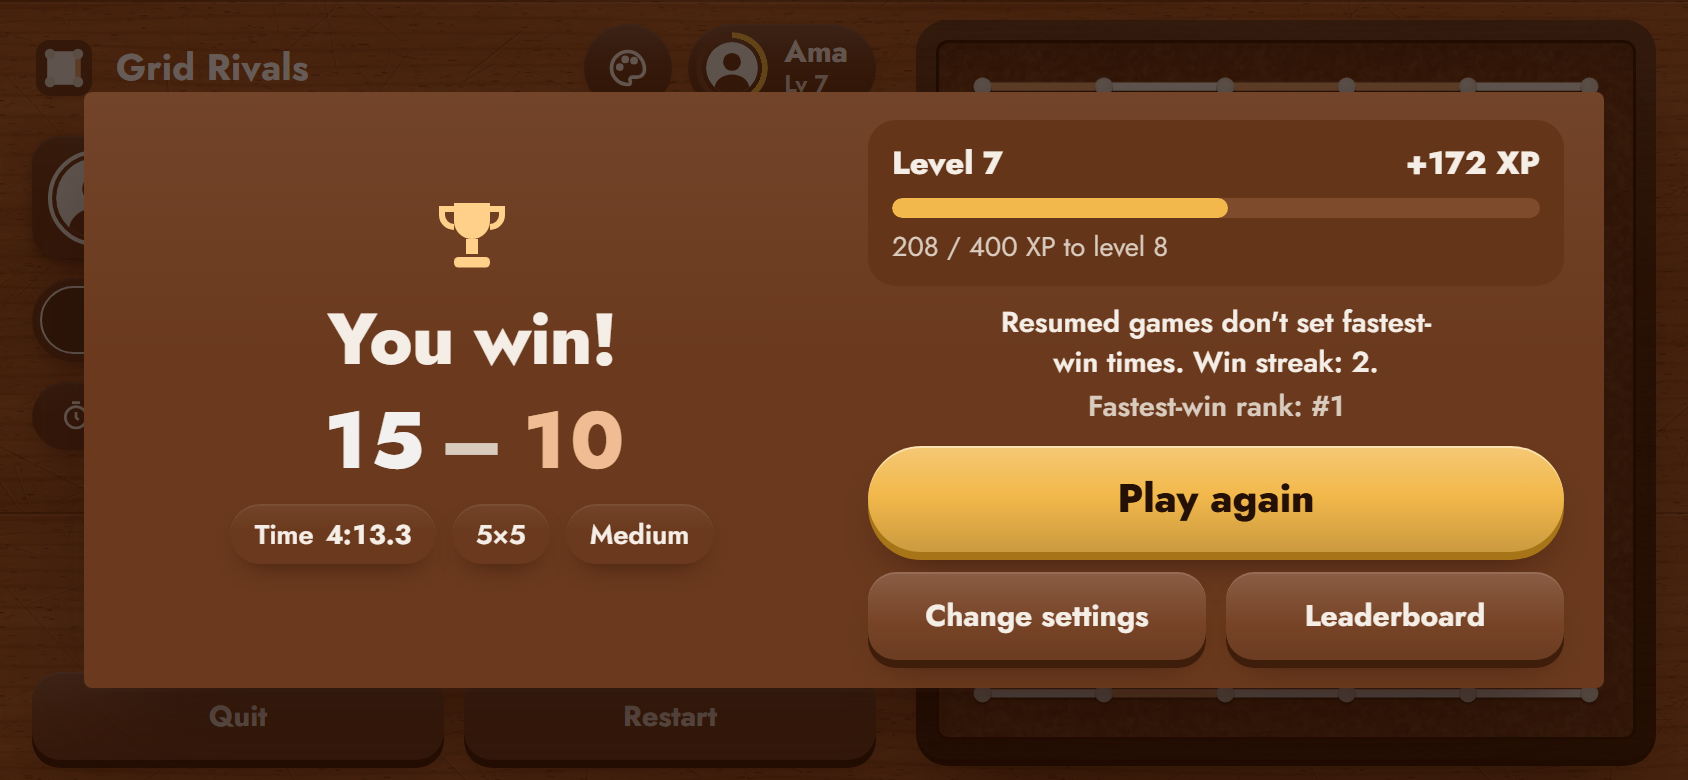 Grid Rivals
Ama
Lv 7
Level 7
+172 XP
208 / 400 XP to level 8
You win!
15 – 10
Time 4:13.3
5×5
Medium
Resumed games don't set fastest-
win times. Win streak: 2.
Fastest-win rank: #1
Play again
Change settings
Leaderboard
Quit
Restart